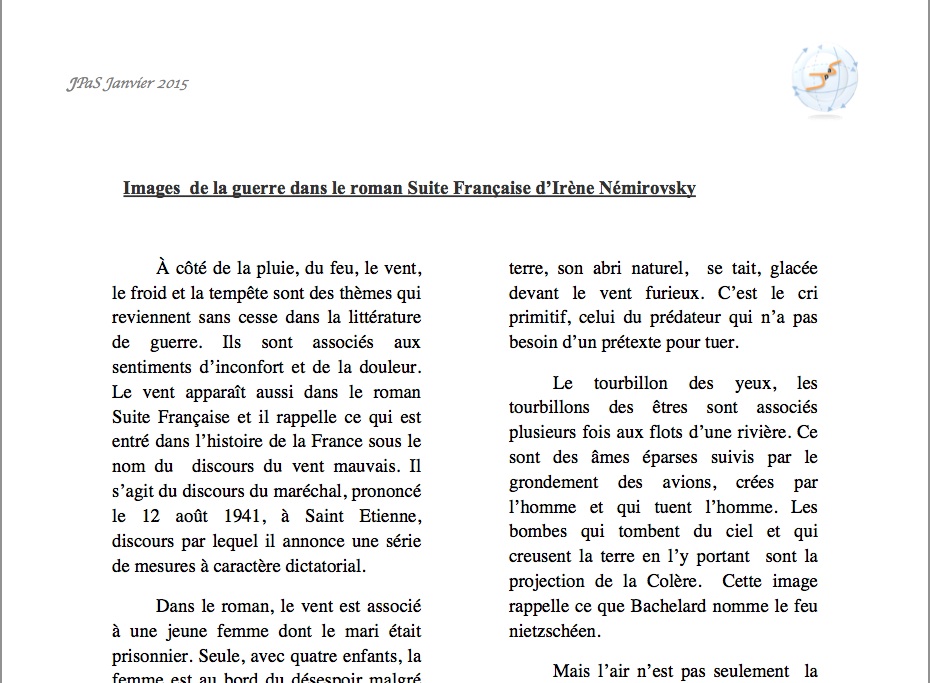 JPaS Janvier 2015
Images  de la guerre dans le roman Suite Française d’Irène Némirovsky
À côté de la pluie, du feu, le vent,
le froid et la tempête sont des thèmes qui
reviennent sans cesse dans la littérature
de guerre. Ils sont associés aux
sentiments d’inconfort et de la douleur.
Le vent apparaît aussi dans le roman
Suite Française et il rappelle ce qui est
entré dans l’histoire de la France sous le
nom du  discours du vent mauvais. Il
s’agit du discours du maréchal, prononcé
le 12 août 1941, à Saint Etienne,
discours par lequel il annonce une série
de mesures à caractère dictatorial.
Dans le roman, le vent est associé
à une jeune femme dont le mari était
prisonnier. Seule, avec quatre enfants, la
femme est au bord du désespoir malgré
terre, son abri naturel,  se tait, glacée
devant le vent furieux. C’est le cri
primitif, celui du prédateur qui n’a pas
besoin d’un prétexte pour tuer.
Le tourbillon des yeux, les
tourbillons des êtres sont associés
plusieurs fois aux flots d’une rivière. Ce
sont des âmes éparses suivis par le
grondement des avions, crées par
l’homme et qui tuent l’homme. Les
bombes qui tombent du ciel et qui
creusent la terre en l’y portant  sont la
projection de la Colère.  Cette image
rappelle ce que Bachelard nomme le feu
nietzschéen.
Mais l’air n’est pas seulement  la